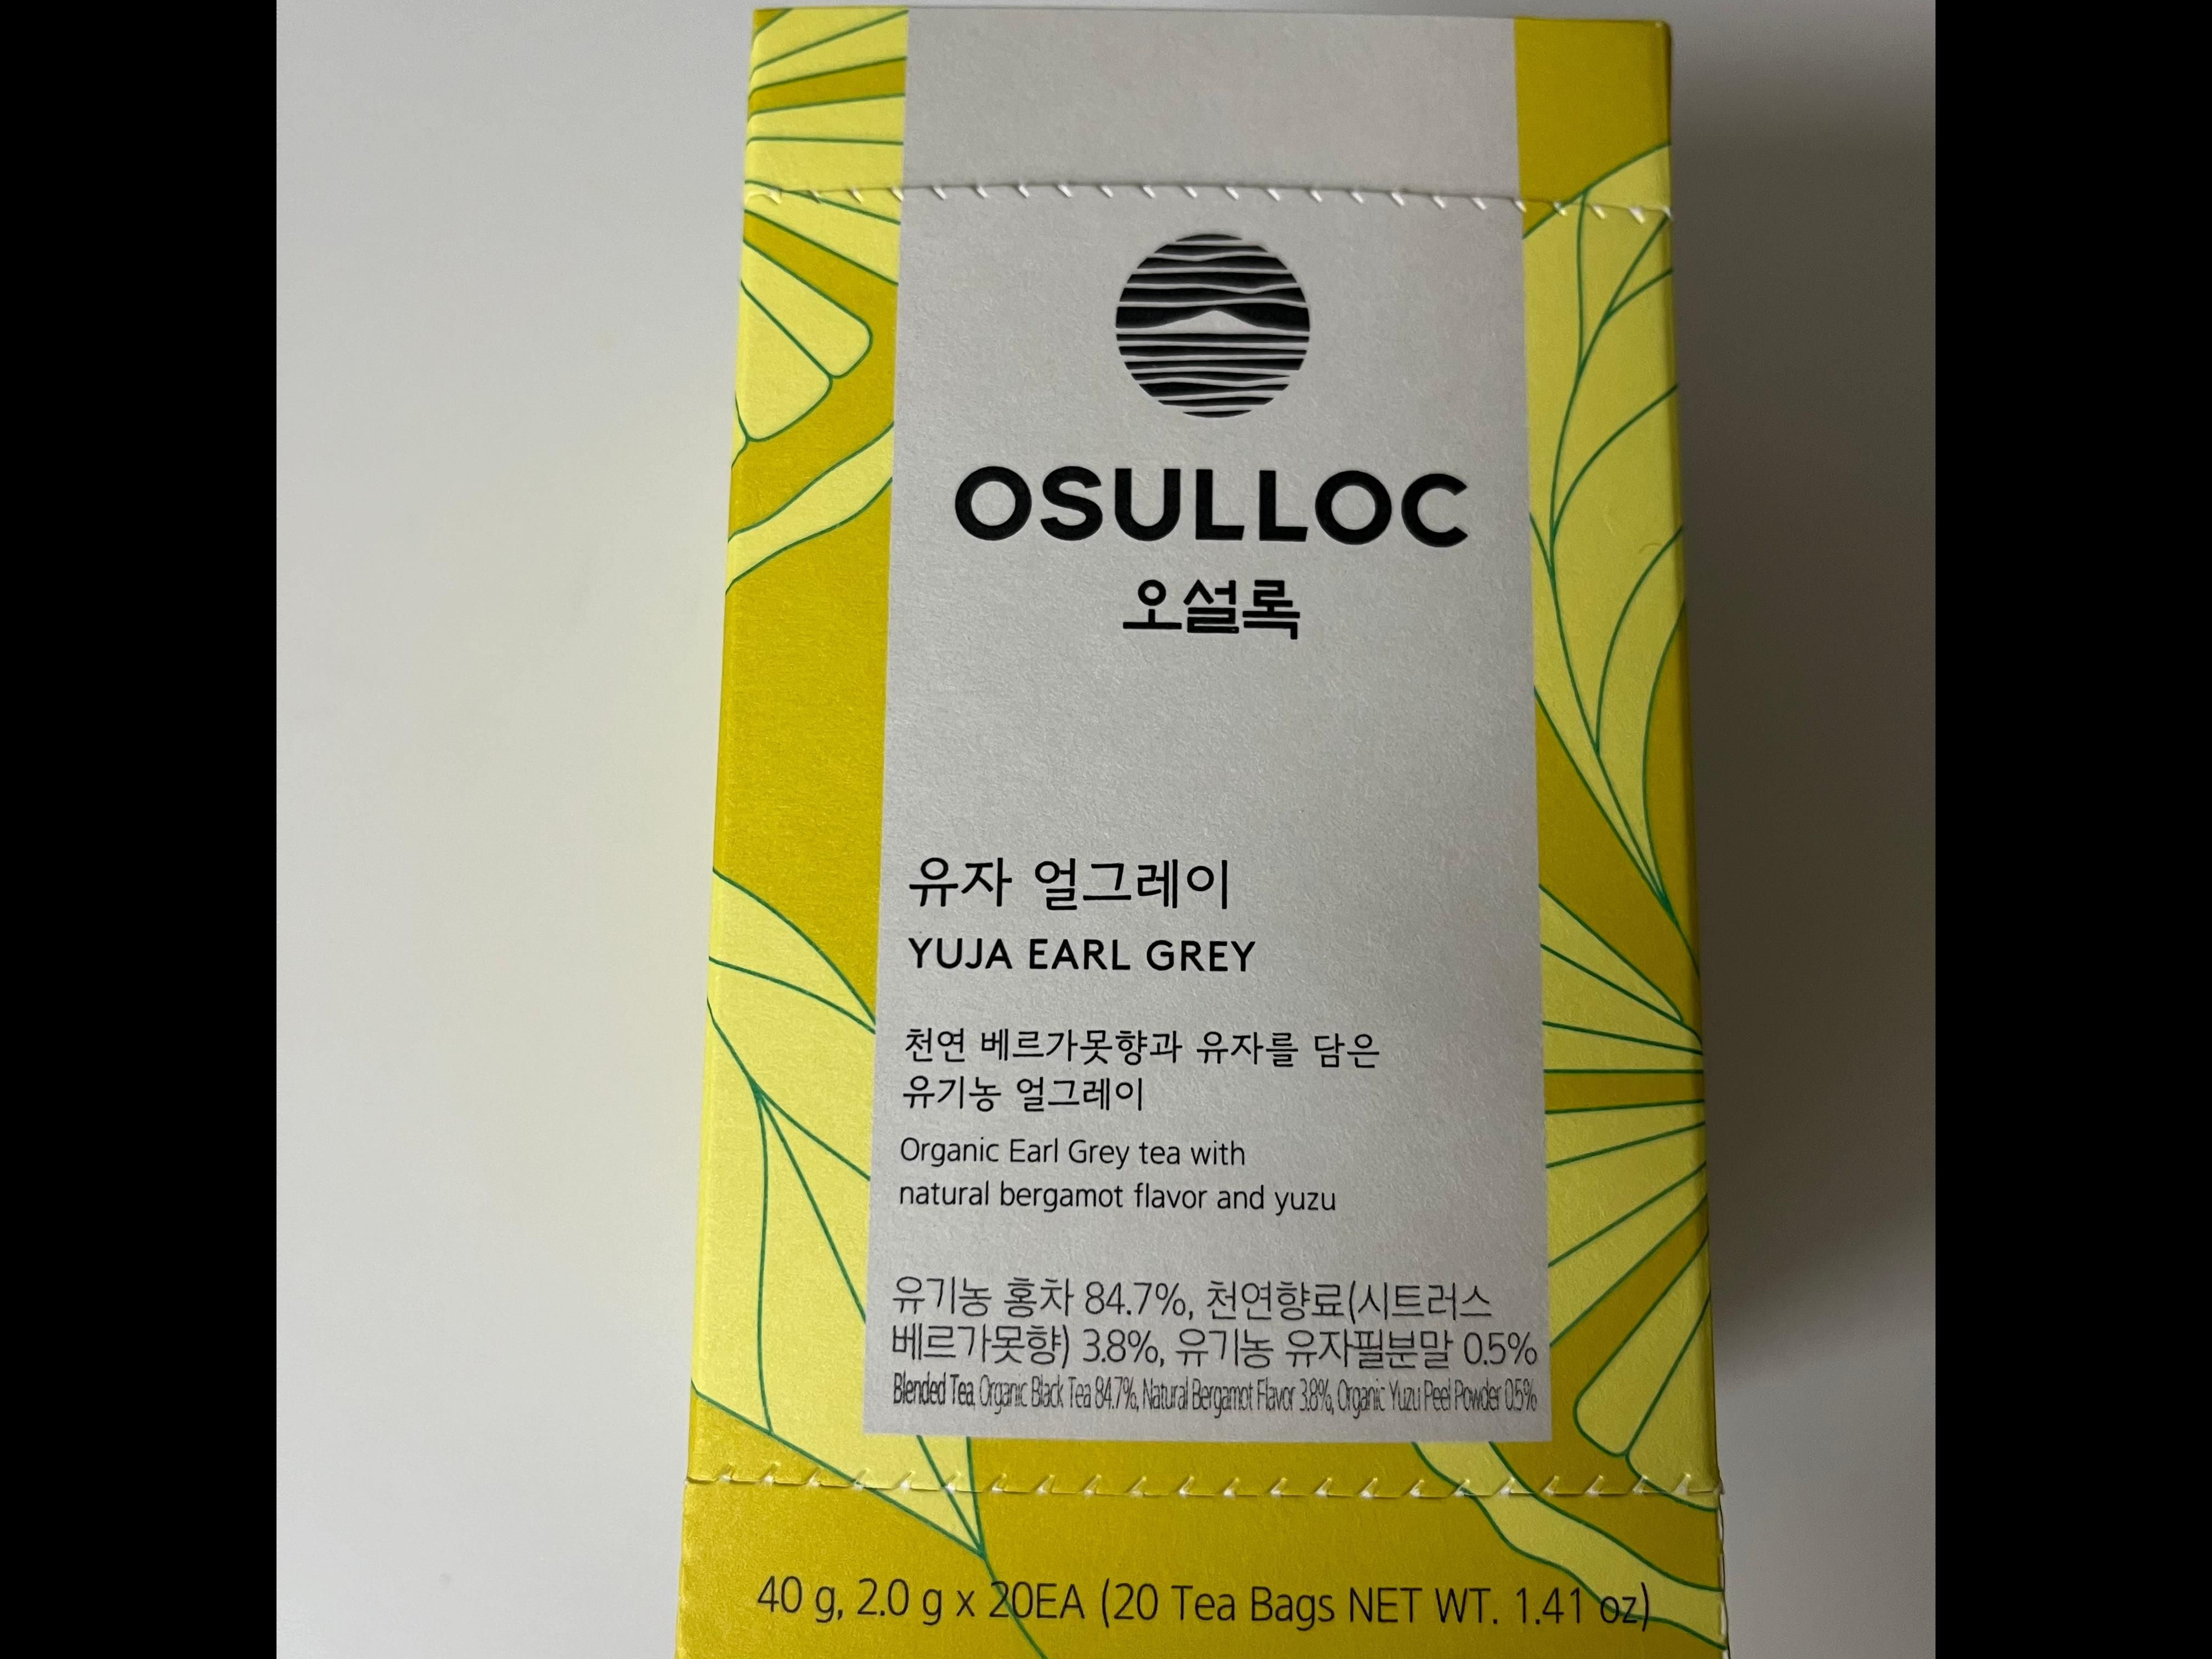 OSULLOC
오설록
유자 얼그레이
YUJA EARL GREY
천연 베르가못향과 유자를 담은
유기농 얼그레이
Organic Earl Grey tea with
natural bergamot flavor and yuzu
유기농 홍차 84.7%, 천연향료(시트러스
베르가못향) 3.8%, 유기농 유자필분말 0.5%
Blended Tea, Organic Black Tea 84.7%, Natural Bergamot Flavor 3.8%, Organic Yuzu Peel Powder 0.5%
40 g, 2.0 g x 20EA (20 Tea Bags NET WT. 1.41 oz)